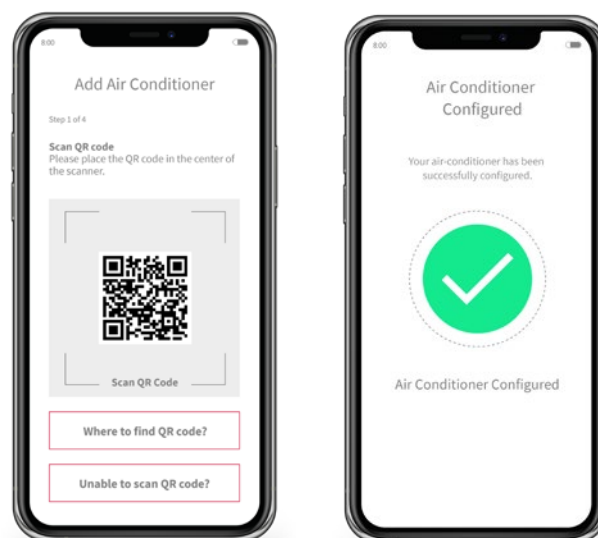 8:00
Add Air Conditioner
Step 1 of 4
Scan QR code
Please place the QR code in the center of
the scanner.
Scan QR Code
Where to find QR code?
Unable to scan QR code?
8:00
Air Conditioner
Configured
Your air-conditioner has been
successfully configured.
Air Conditioner Configured